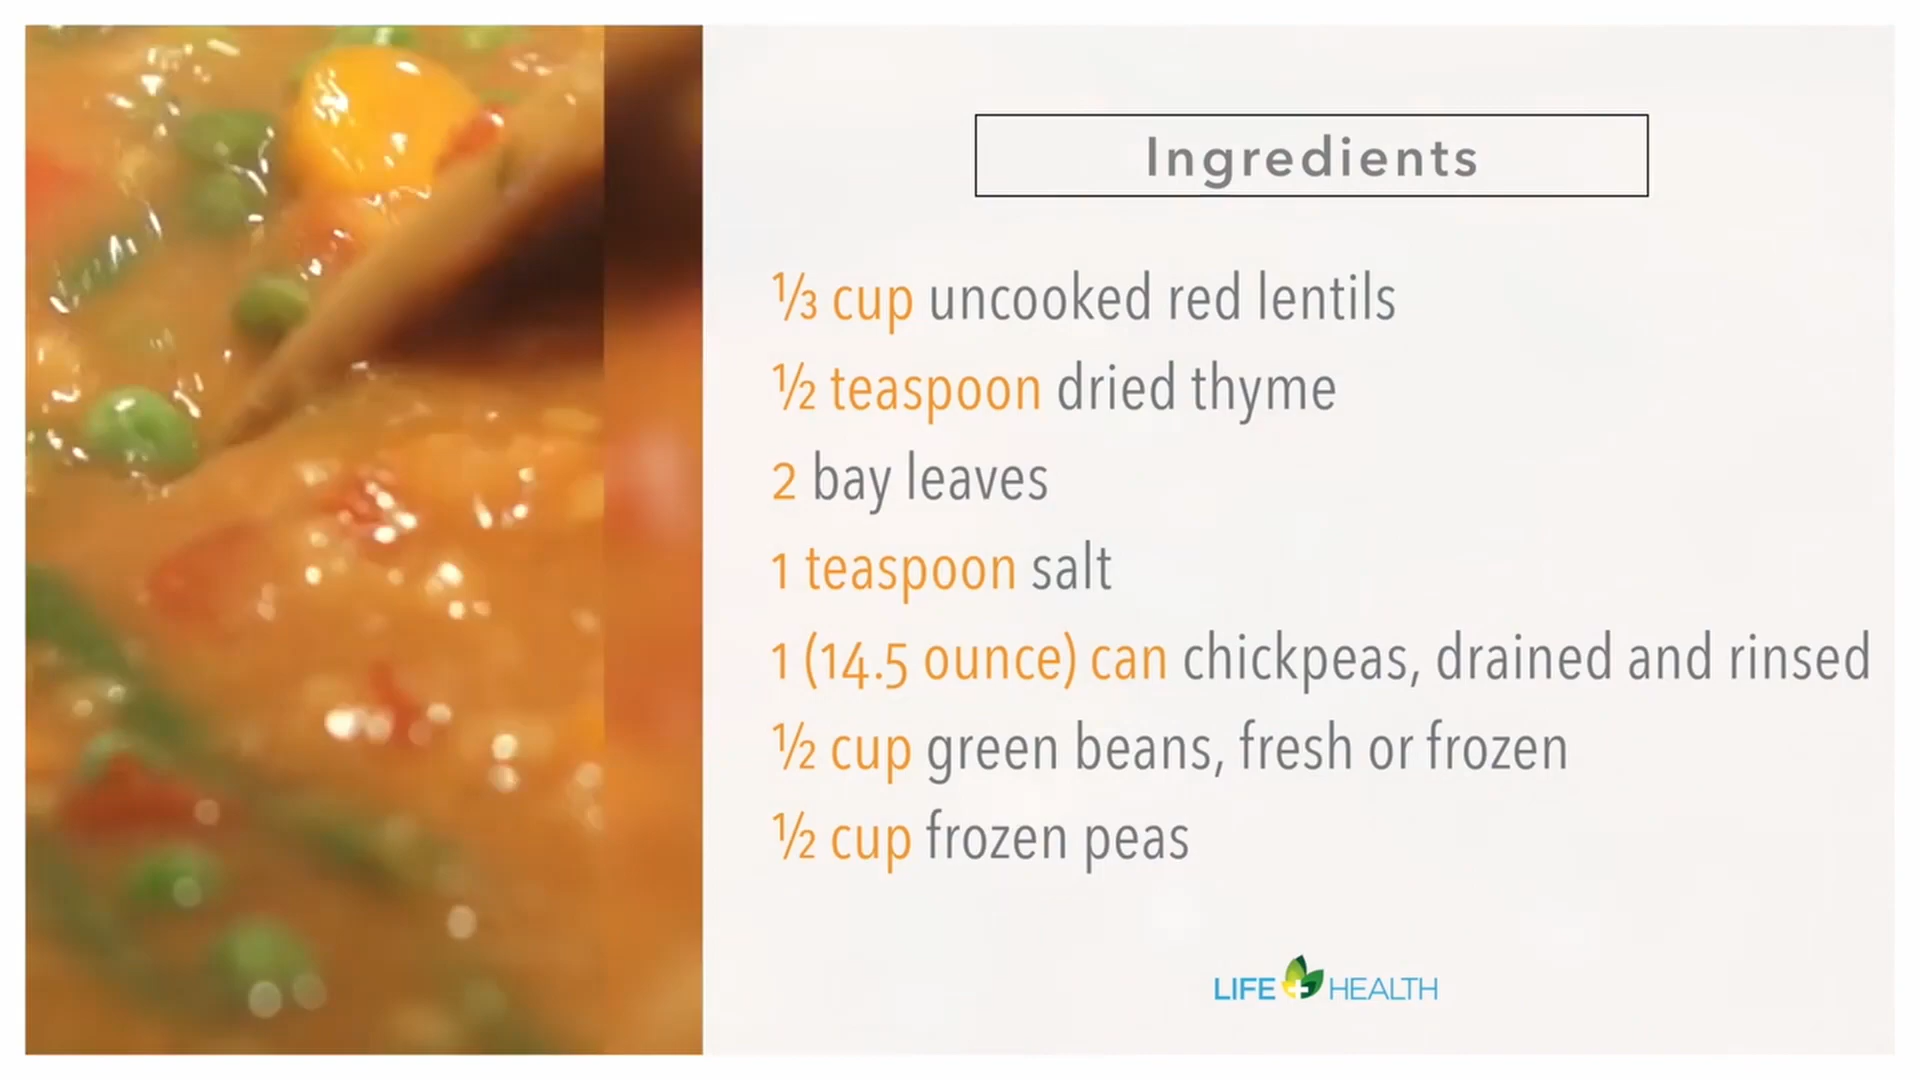 Ingredients
⅓ cup uncooked red lentils
½ teaspoon dried thyme
2 bay leaves
1 teaspoon salt
1 (14.5 ounce) can chickpeas, drained and rinsed
½ cup green beans, fresh or frozen
½ cup frozen peas
LIFE HEALTH